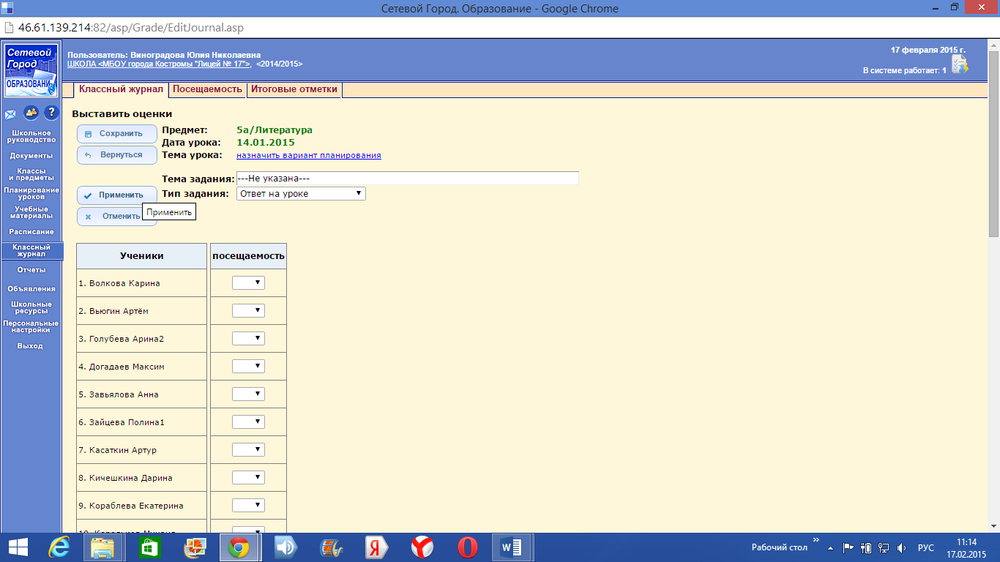 Сетевой Город. Образование - Google Chrome
46.61.139.214:82/asp/Grade/EditJournal.asp
Сетевой
Город
ОБРАЗОВАНИЕ
Пользователь: Виноградова Юлия Николаевна
ШКОЛА <МБОУ города Костромы "Лицей № 17">, <2014/2015>
17 февраля 2015 г.
В системе работает: 1
Классный журнал
Посещаемость
Итоговые отметки
?
Школьное
руководство
Документы
Классы
и предметы
Планирование
уроков
Учебные
материалы
Расписание
Классный
журнал
Отчеты
Объявления
Школьные
ресурсы
Персональные
настройки
Выход
Выставить оценки
Сохранить
Вернуться
Предмет: 5а/Литература
Дата урока: 14.01.2015
Тема урока: назначить вариант планирования
Тема задания: ---Не указана---
Применить
Тип задания: Ответ на уроке
Отменить
Применить
Ученики посещаемость
1. Волкова Карина
2. Вьюгин Артём
3. Голубева Арина2
4. Догадаев Максим
5. Завьялова Анна
6. Зайцева Полина1
7. Касаткин Артур
8. Кичешкина Дарина
9. Кораблева Екатерина
Рабочий стол
РУС
11:14
17.02.2015